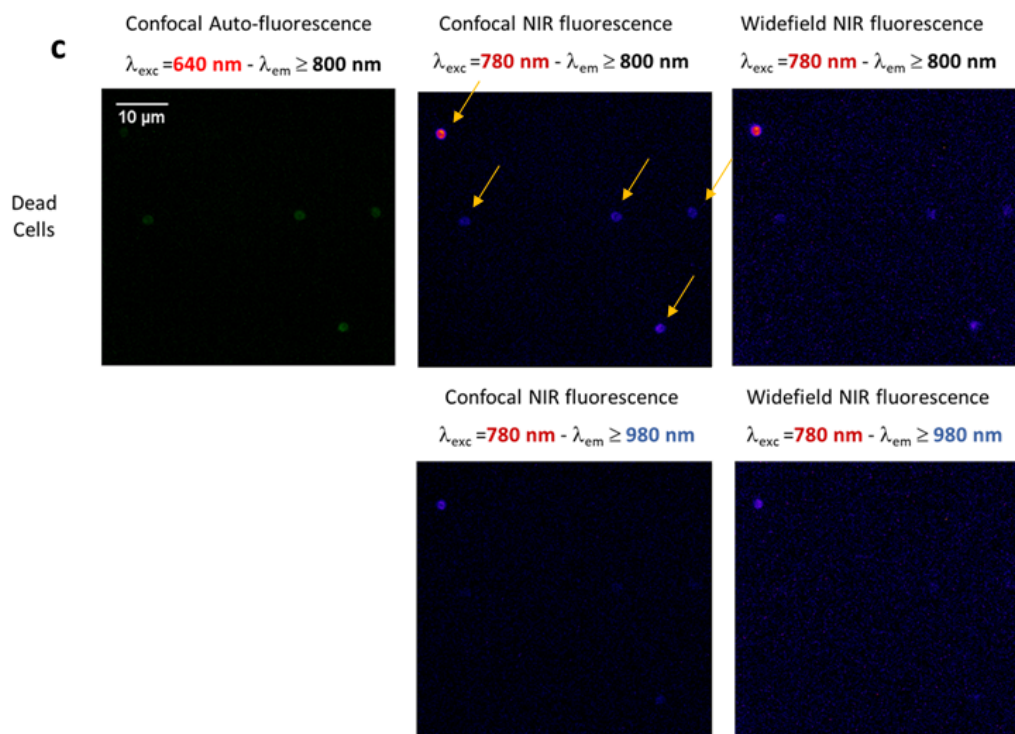 c
Confocal Auto-fluorescence
λexc =640 nm - λem ≥ 800 nm
Confocal NIR fluorescence
λexc =780 nm - λem ≥ 800 nm
Widefield NIR fluorescence
λexc =780 nm - λem ≥ 800 nm
10 µm
Dead
Cells
Confocal NIR fluorescence
λexc =780 nm - λem ≥ 980 nm
Widefield NIR fluorescence
λexc =780 nm - λem ≥ 980 nm